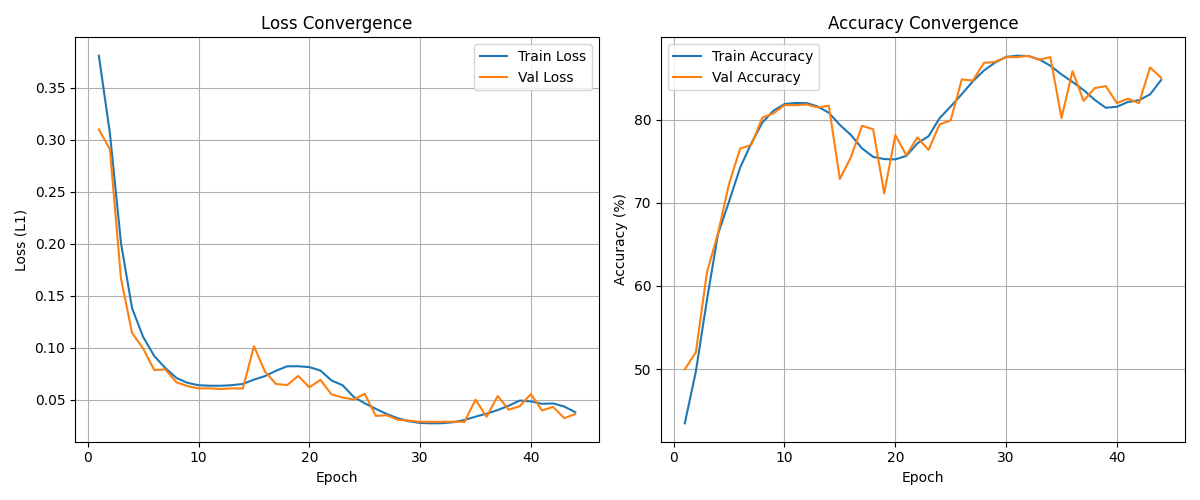 Loss Convergence
Train Loss
Val Loss
0.35
0.30
0.25
0.20
0.15
0.10
0.05
Loss (L1)
0
10
20
30
40
Epoch
Accuracy Convergence
Train Accuracy
Val Accuracy
80
70
60
50
Accuracy (%)
0
10
20
30
40
Epoch